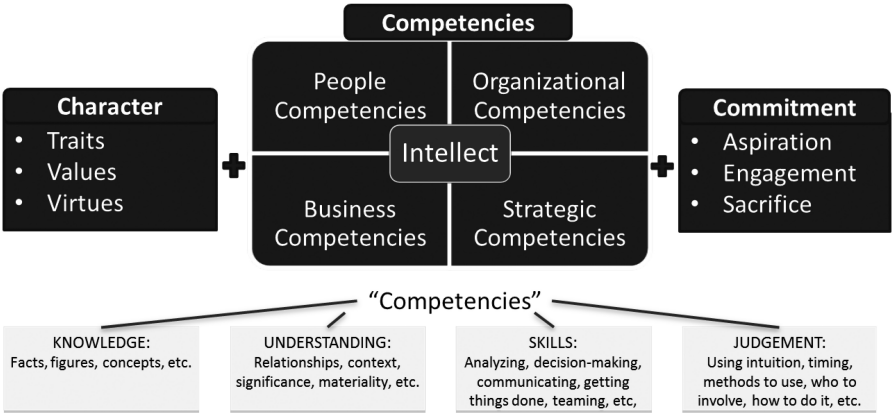 Competencies
Character
• Traits
• Values
• Virtues
People
Competencies
Organizational
Competencies
Intellect
Business
Competencies
Strategic
Competencies
Commitment
• Aspiration
• Engagement
• Sacrifice
“Competencies”
KNOWLEDGE:
Facts, figures, concepts, etc.
UNDERSTANDING:
Relationships, context,
significance, materiality, etc.
SKILLS:
Analyzing, decision-making,
communicating, getting
things done, teaming, etc,
JUDGEMENT:
Using intuition, timing,
methods to use, who to
involve, how to do it, etc.